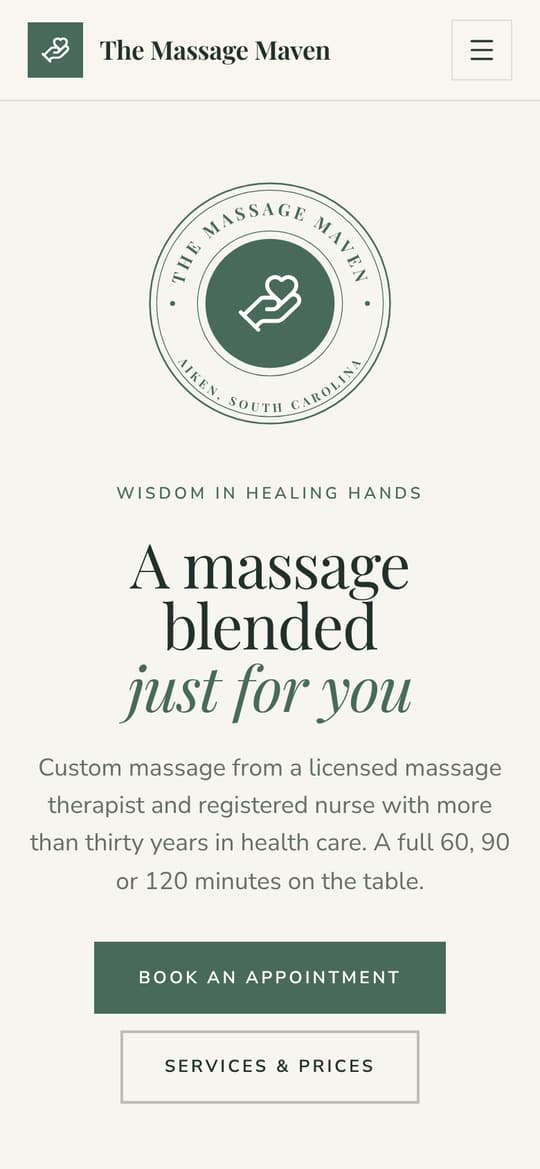 The Massage Maven
THE MASSAGE MAVEN
AIKEN, SOUTH CAROLINA
WISDOM IN HEALING HANDS
A massage
blended
just for you
Custom massage from a licensed massage
therapist and registered nurse with more
than thirty years in health care. A full 60, 90
or 120 minutes on the table.
BOOK AN APPOINTMENT
SERVICES & PRICES